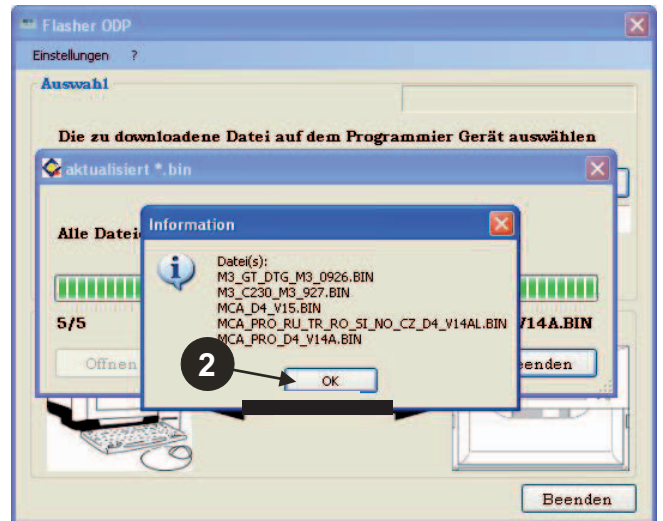 Flasher ODP
Einstellungen ?
Auswahl
Die zu downloadene Datei auf dem Programmier Gerät auswählen
aktualisiert *.bin
Alle Datei
Information
Datei(s):
M3_GT_DTG_M3_0926.BIN
M3_C230_M3_927.BIN
MCA_D4_V15.BIN
MCA_PRO_RU_TR_RO_SI_NO_CZ_D4_V14AL.BIN
MCA_PRO_D4_V14A.BIN
5/5
V14A.BIN
Offnen
2
OK
eenden
Beenden